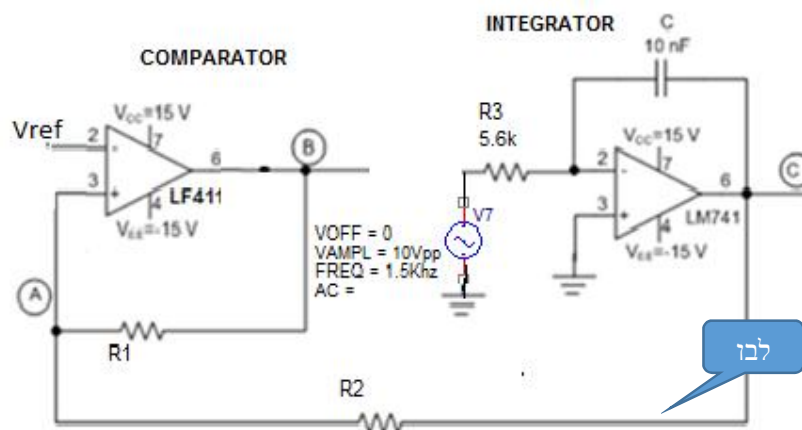 INTEGRATOR
C
10 nF
COMPARATOR
R3
5.6k
Vcc=15 V
Vref
2
-
7
6
B
3
+
4
LF411
VEE=-15 V
Vcc=15 V
2
-
7
6
C
3
+
4
LM741
VEE=-15 V
V7
VOFF = 0
VAMPL = 10Vpp
FREQ = 1.5Khz
AC =
A
R1
R2